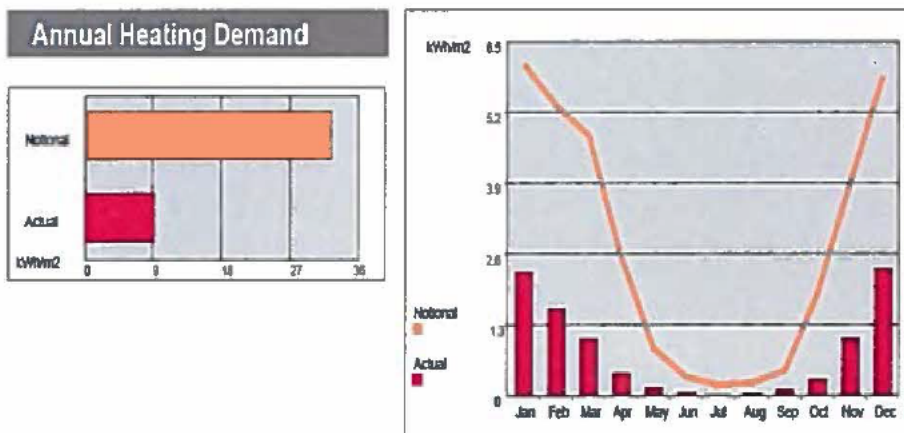 Annual Heating Demand
Notional
Actual
kWh/m2
0 9 18 27 36
kWh/m2
6.5
5.2
3.9
2.6
1.3
0
Notional
Actual
Jan Feb Mar Apr May Jun Jul Aug Sep Oct Nov Dec